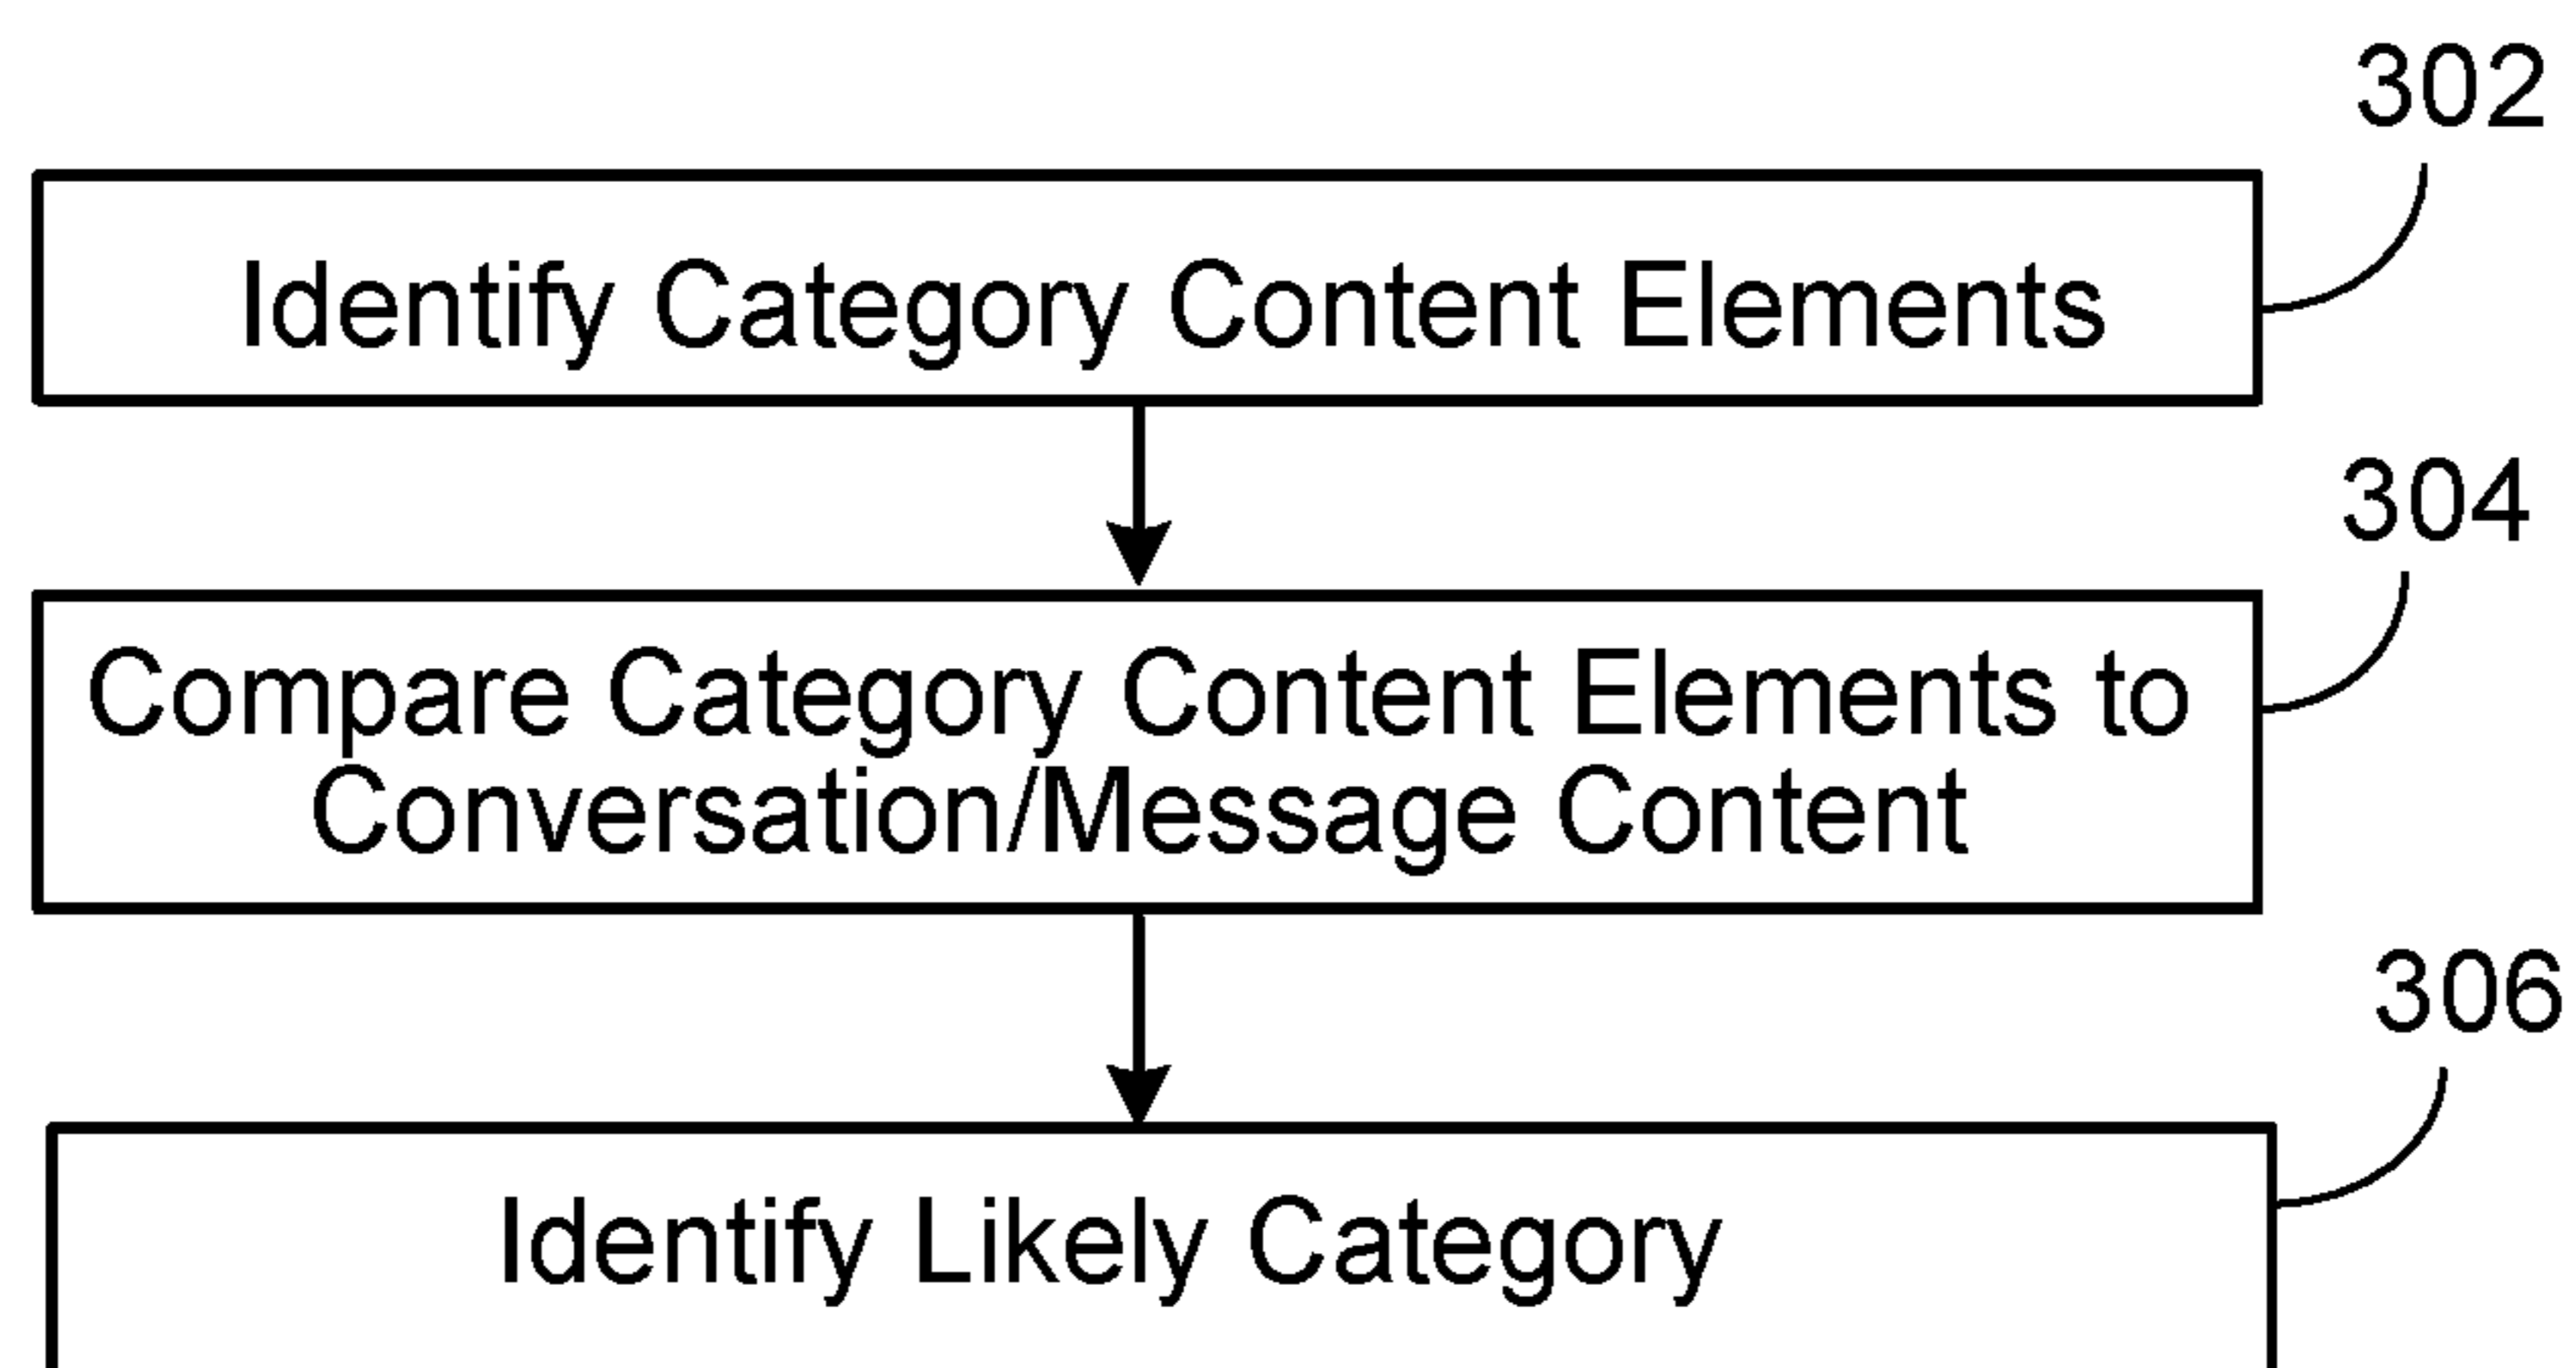 302
Identify Category Content Elements
304
Compare Category Content Elements to
Conversation/Message Content
306
Identify Likely Category